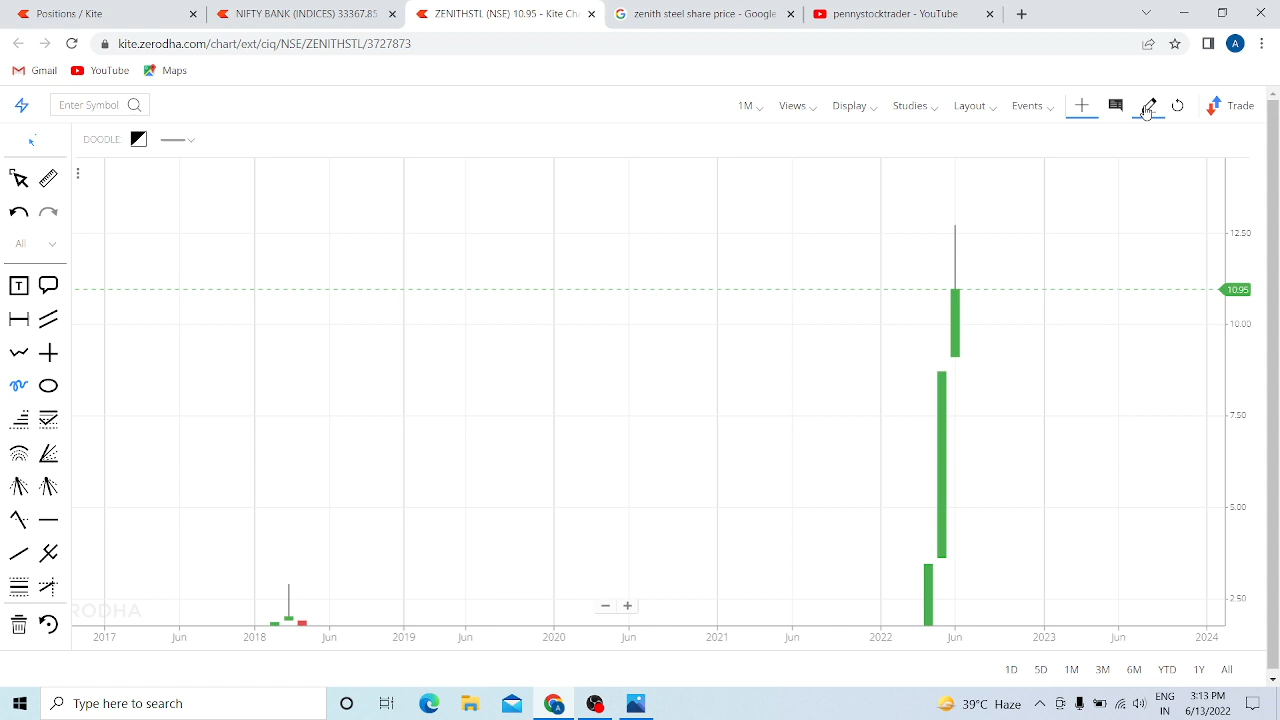 Positions / Kite
NIFTY BANK (INDICES) 33367.85
ZENITHSTL (NSE) 10.95 - Kite Ch
zenith steel share price - Google
pennystocktrader - YouTube
kite.zerodha.com/chart/ext/ciq/NSE/ZENITHSTL/3727873
A
Gmail
YouTube
Maps
Enter Symbol
1M
Views
Display
Studies
Layout
Events
Trade
DOODLE:
All
T
12.50
10.95
10.00
7.50
5.00
2.50
RODHA
2017 Jun 2018 Jun 2019 Jun 2020 Jun 2021 Jun 2022 Jun 2023 Jun 2024
1D 5D 1M 3M 6M YTD 1Y All
Type here to search
39°C Haze
ENG
IN
3:13 PM
6/13/2022